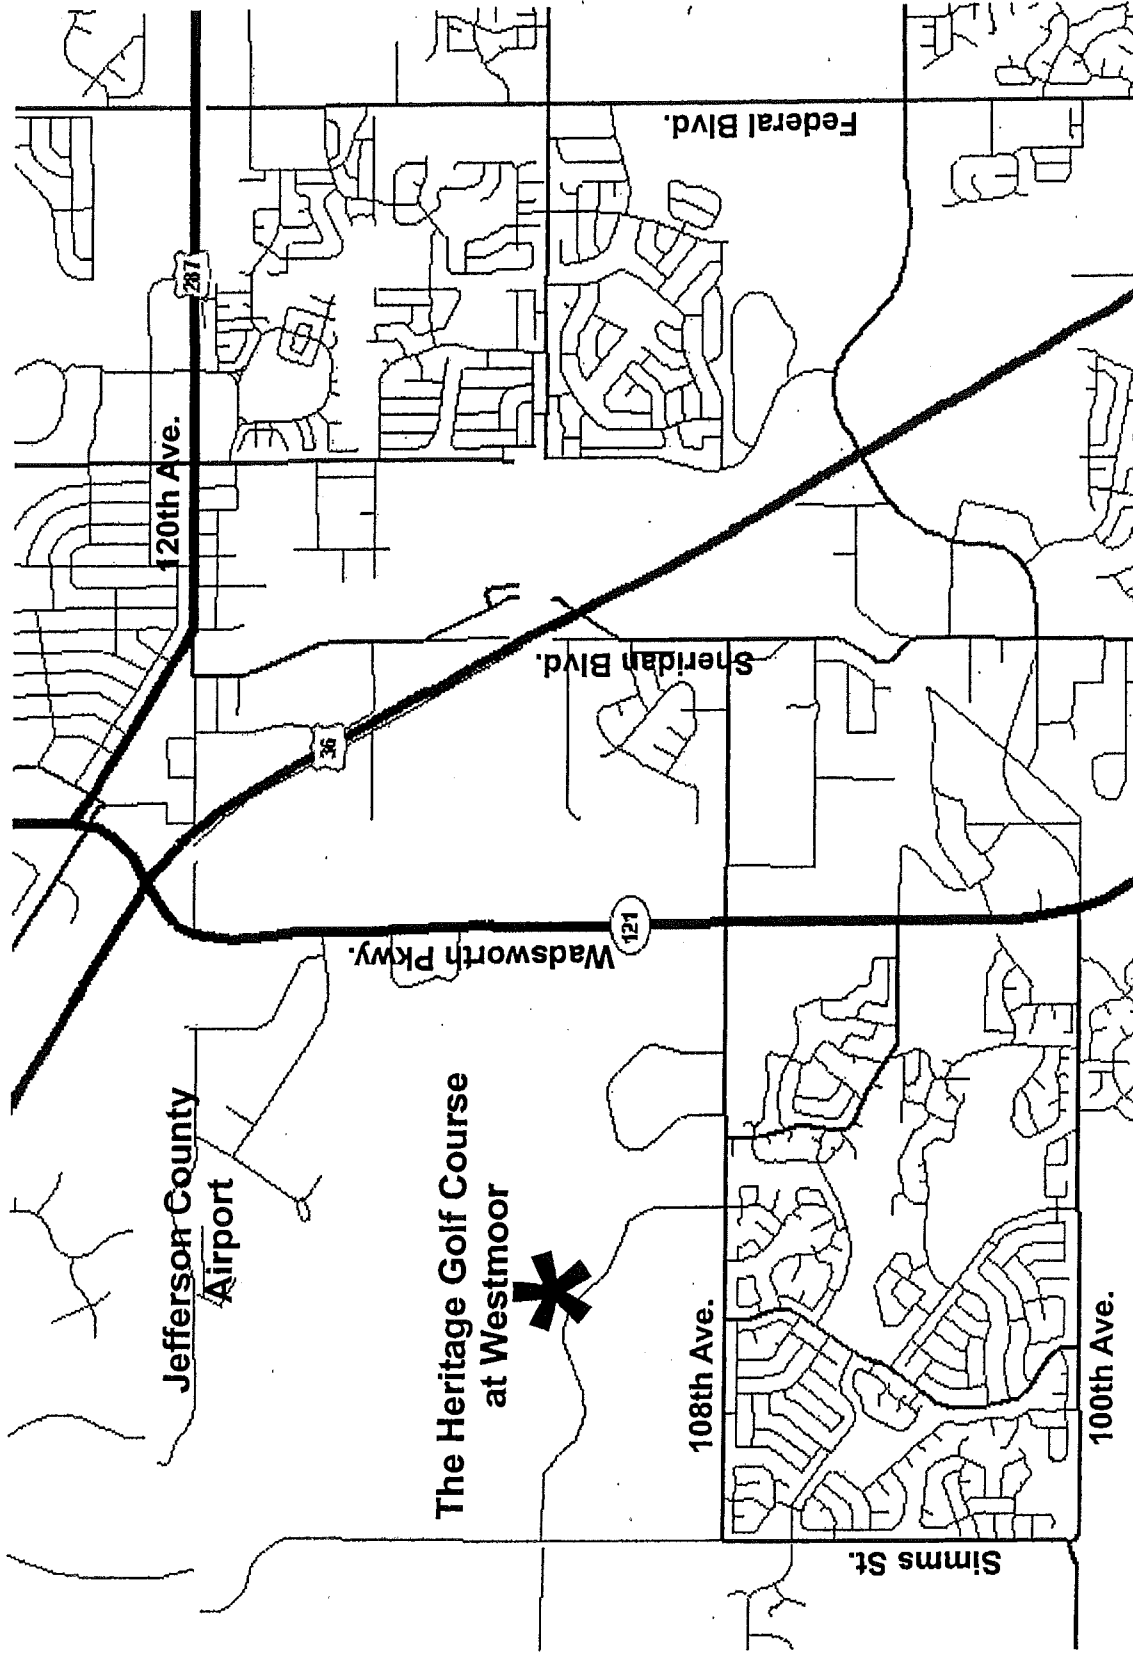 Federal Blvd.
287
120th Ave.
Sheridan Blvd.
36
121
Wadsworth Pkwy.
Jefferson County
Airport
The Heritage Golf Course
at Westmoor
108th Ave.
100th Ave.
Simms St.